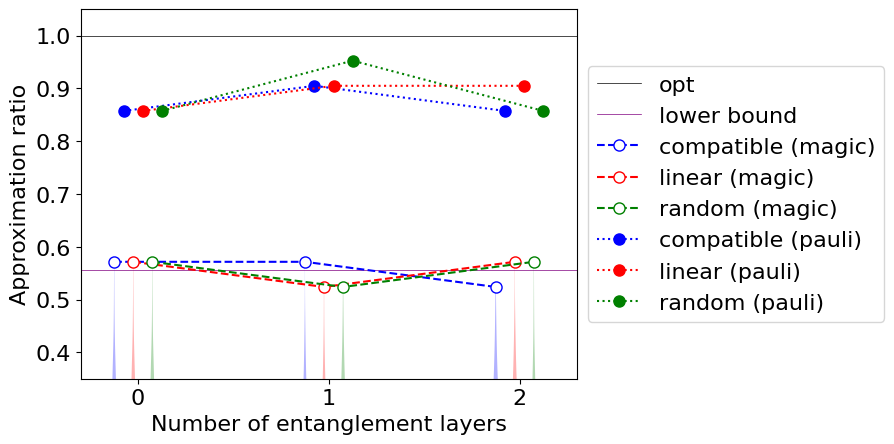 1.0
0.9
0.8
0.7
0.6
0.5
0.4
Approximation ratio
0
1
2
Number of entanglement layers
opt
lower bound
compatible (magic)
linear (magic)
random (magic)
compatible (pauli)
linear (pauli)
random (pauli)